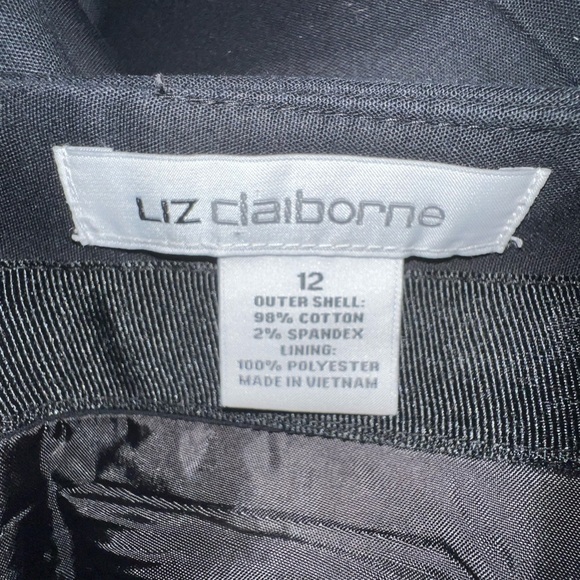 LIZ claiborne
12
OUTER SHELL:
98% COTTON
2% SPANDEX
LINING:
100% POLYESTER
MADE IN VIETNAM